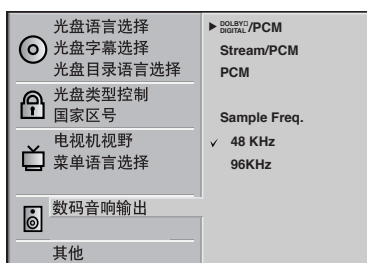 光盘语言选择
光盘字幕选择
光盘目录语言选择
光盘类型控制
国家区号
电视机视野
菜单语言选择
数码音响输出
其他
DOLBY DIGITAL /PCM
Stream/PCM
PCM
Sample Freq.
48 KHz
96KHz